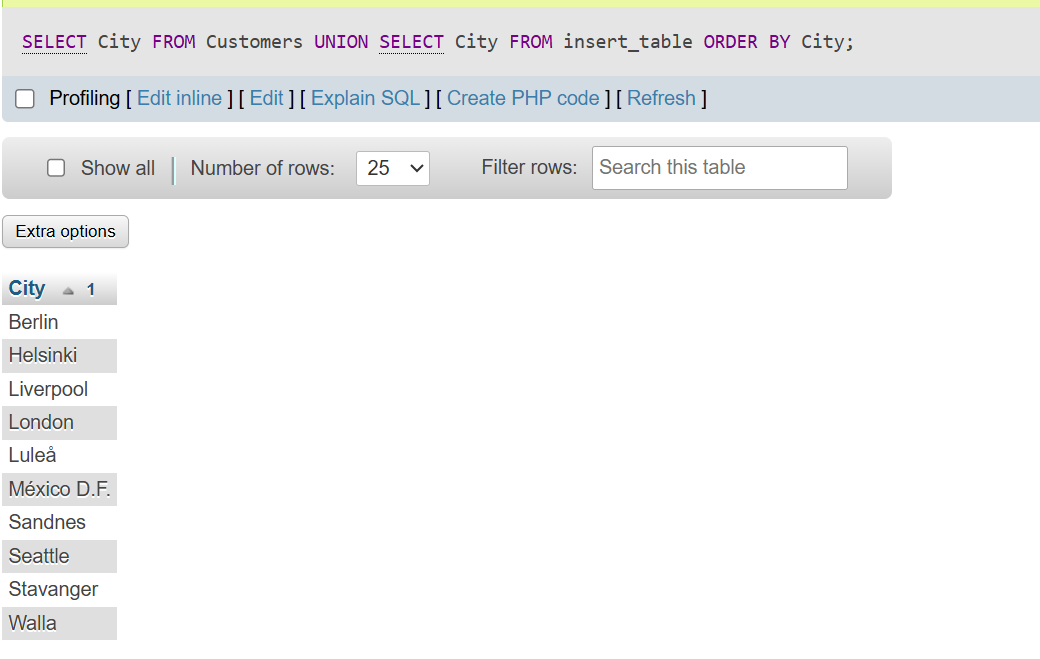 SELECT City FROM Customers UNION SELECT City FROM insert_table ORDER BY City;
Profiling [ Edit inline ] [ Edit ] [ Explain SQL ] [ Create PHP code ] [ Refresh ]
Show all | Number of rows: 25 Filter rows: Search this table
Extra options
City 1
Berlin
Helsinki
Liverpool
London
Luleå
México D.F.
Sandnes
Seattle
Stavanger
Walla